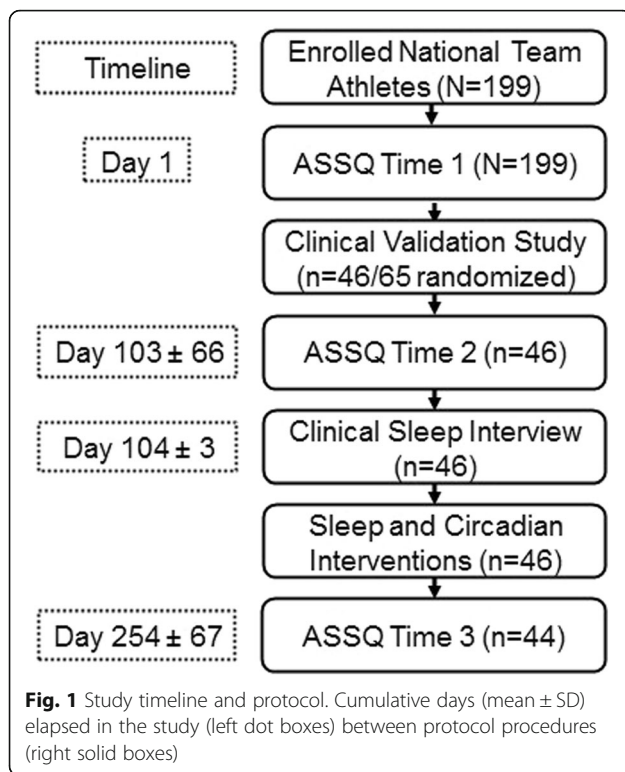 Timeline
Enrolled National Team
Athletes (N=199)
Day 1
ASSQ Time 1 (N=199)
Clinical Validation Study
(n=46/65 randomized)
Day 103 ± 66
ASSQ Time 2 (n=46)
Day 104 ± 3
Clinical Sleep Interview
(n=46)
Sleep and Circadian
Interventions (n=46)
Day 254 ± 67
ASSQ Time 3 (n=44)
Fig. 1 Study timeline and protocol. Cumulative days (mean ± SD)
elapsed in the study (left dot boxes) between protocol procedures
(right solid boxes)